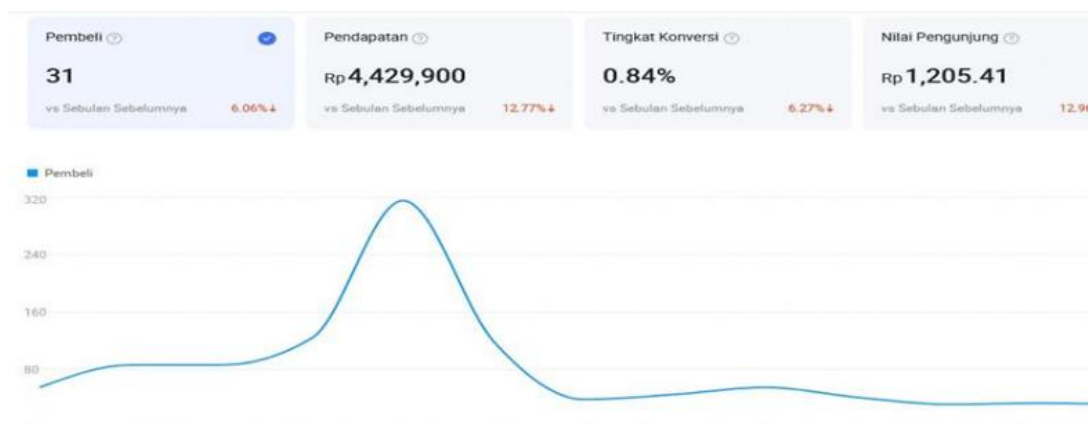 Pembeli
31
vs Sebulan Sebelumnya 6.06%↓
Pendapatan
Rp4,429,900
vs Sebulan Sebelumnya 12.77%↓
Tingkat Konversi
0.84%
vs Sebulan Sebelumnya 6.27%↓
Nilai Pengunjung
Rp1,205.41
vs Sebulan Sebelumnya 12.9
Pembeli
320
240
160
80